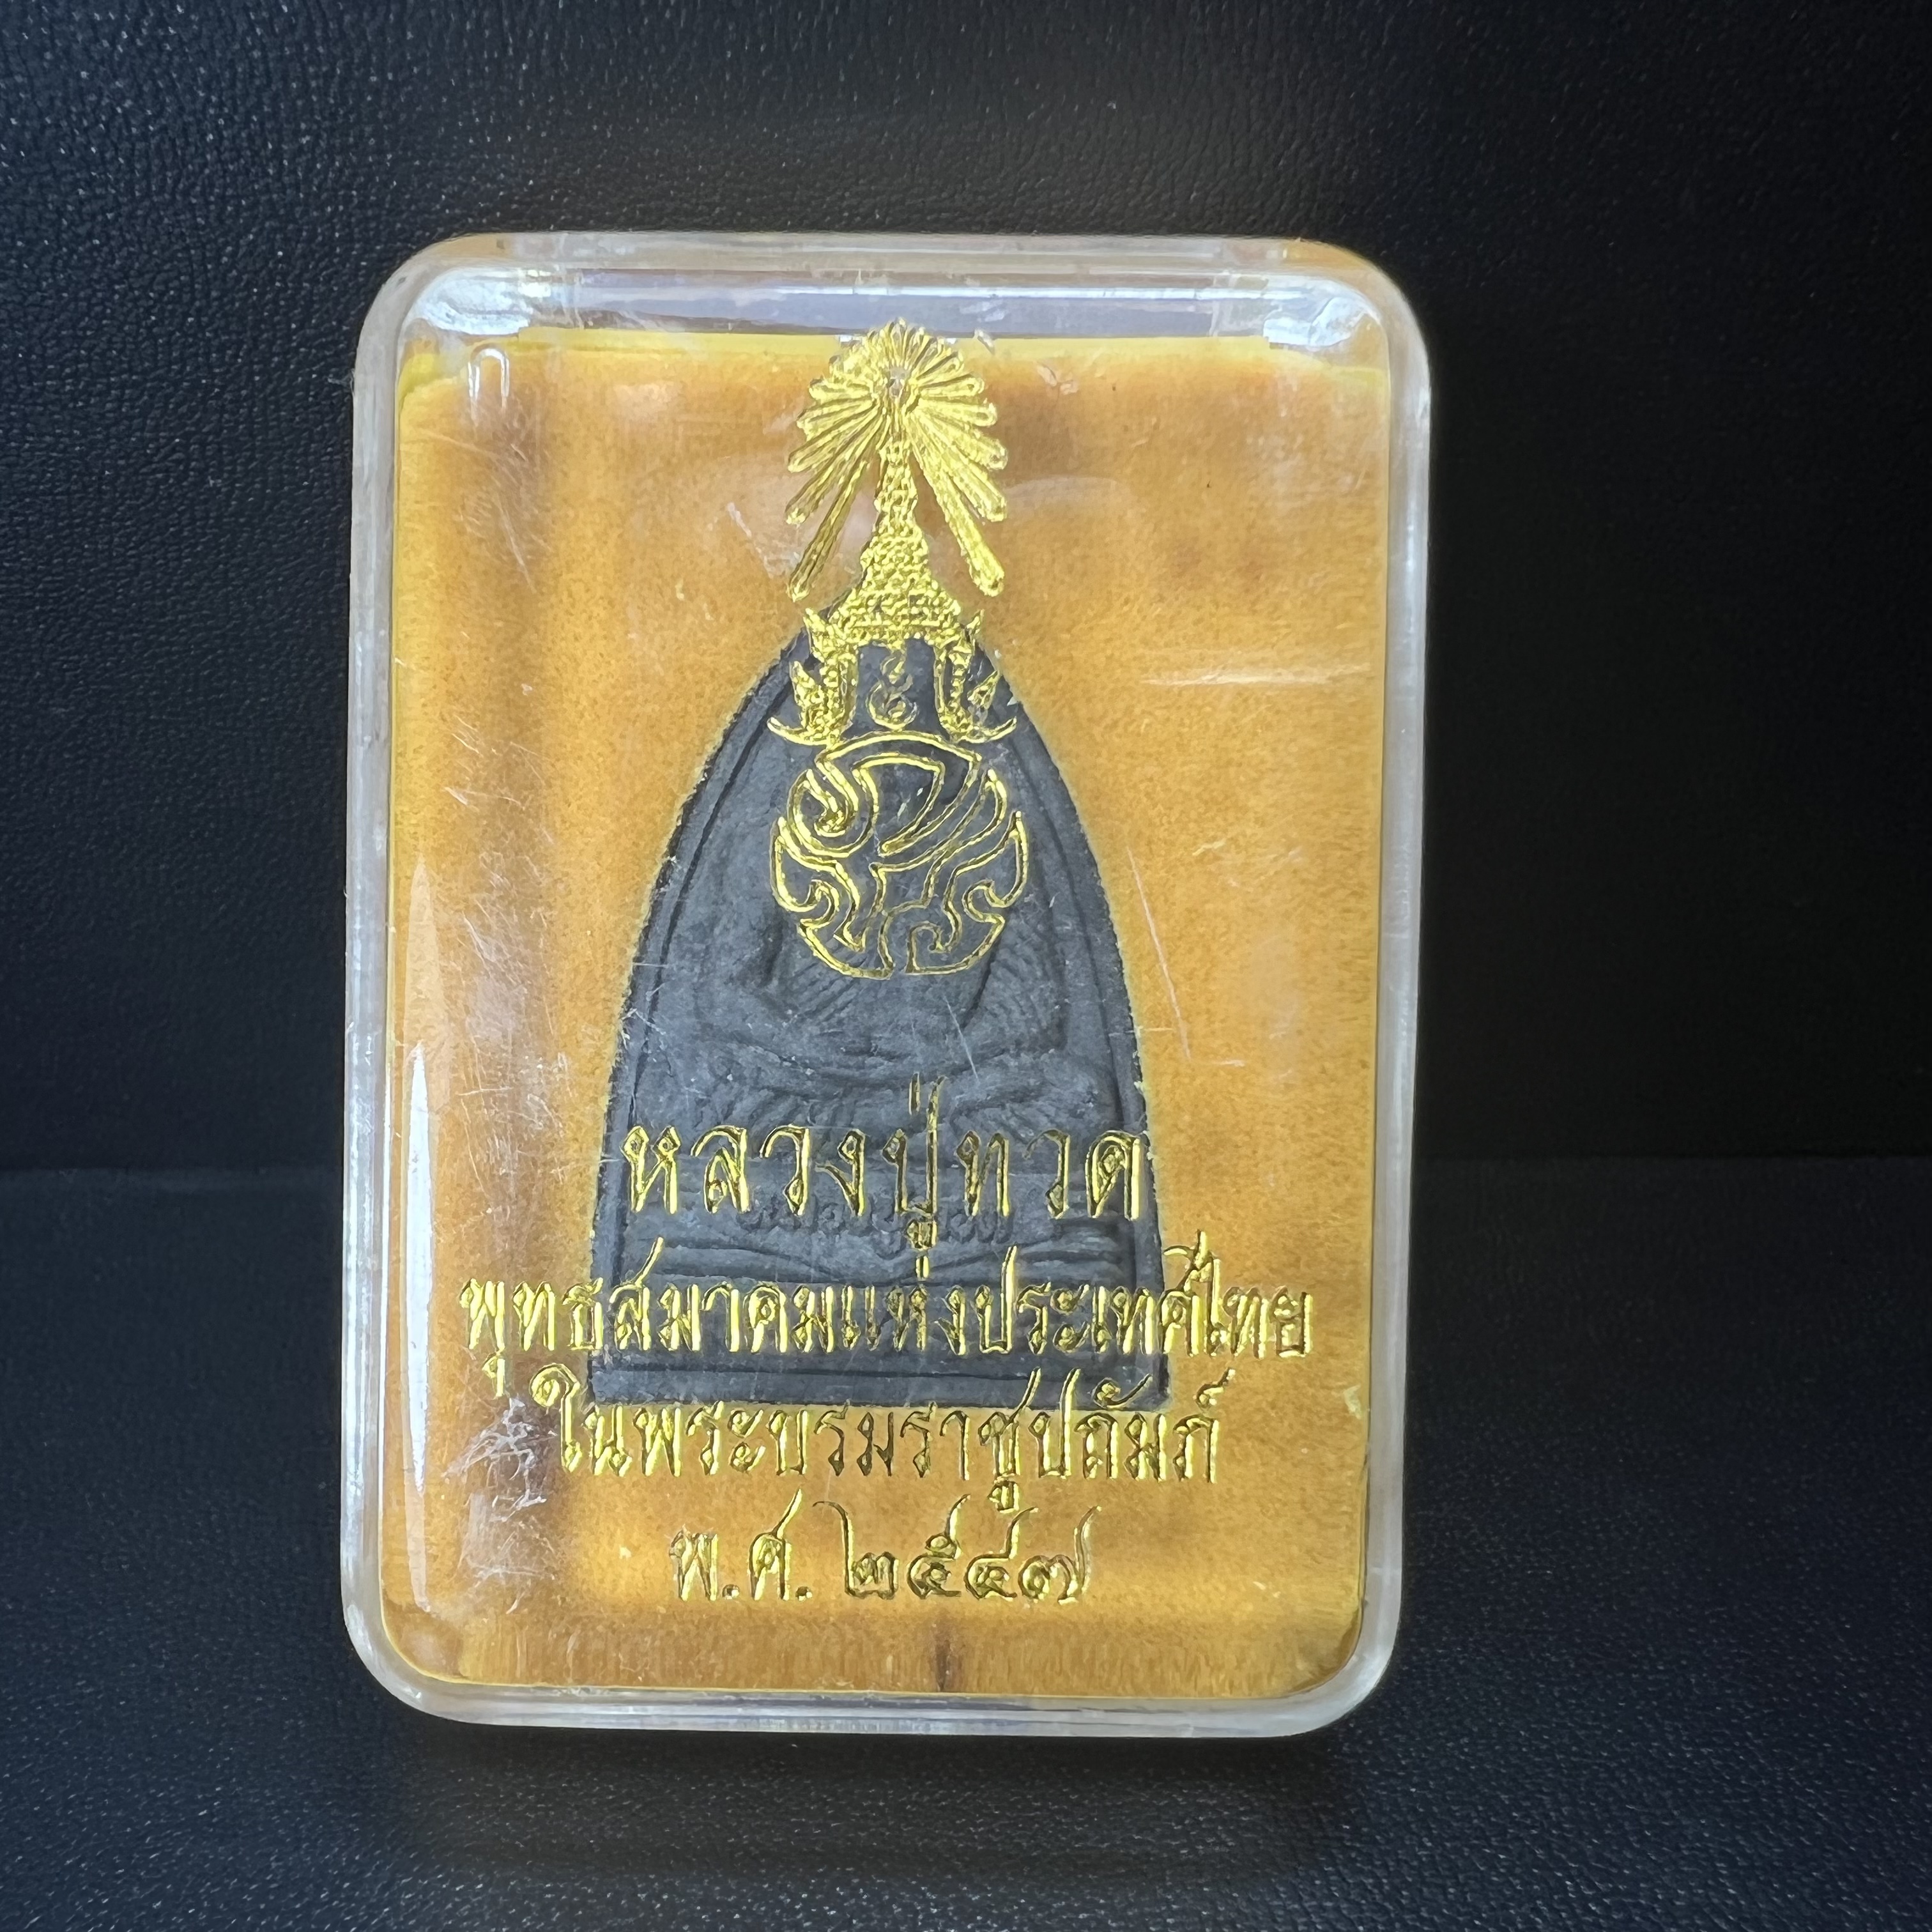 หลวงปู่ทวด
พุทธสมาคมแห่งประเทศไทย
ในพระบรมราชูปถัมภ์
พ.ศ. ๒๕๔๗